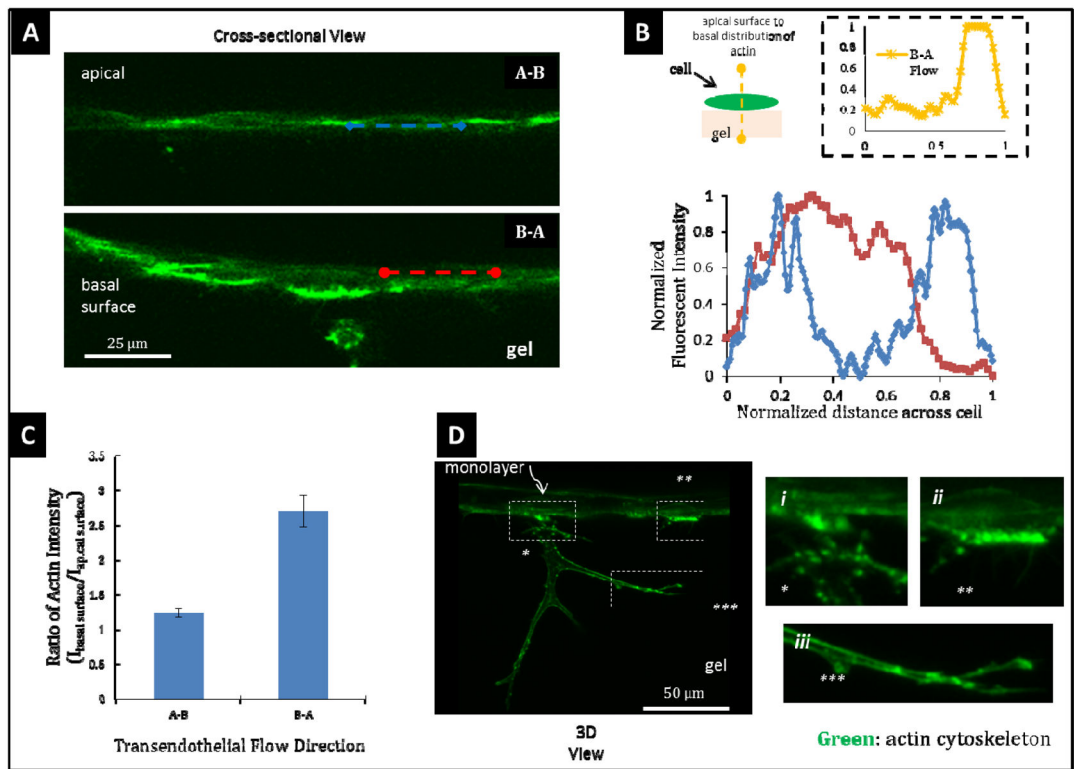 A
Cross-sectional View
apical
A-B
B-A
basal
surface
25 μm
gel
B
apical surface to
basal distribution of
actin
cell
gel
1
0.8
0.6
0.4
0.2
0
B-A
Flow
0
0.5
1
Normalized
Fluorescent Intensity
1
0.8
0.6
0.4
0.2
0
0
0.2
0.4
0.6
0.8
1
Normalized distance across cell
C
Ratio of Actin Intensity
(I basal surface/I apical surface)
3.5
3
2.5
2
1.5
1
0.5
0
A-B
B-A
Transendothelial Flow Direction
D
monolayer
**
*
***
gel
50 μm
3D
View
i
*
ii
**
iii
***
Green: actin cytoskeleton